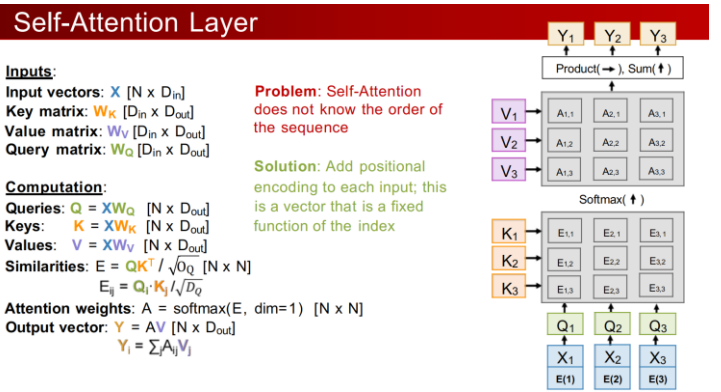 Self-Attention Layer
Inputs:
Input vectors: X [N x Din]
Key matrix: WK [Din x Dout]
Value matrix: WV [Din x Dout]
Query matrix: WQ [Din x Dout]
Computation:
Queries: Q = XWQ [N x Dout]
Keys: K = XWK [N x Dout]
Values: V = XWV [N x Dout]
Similarities: E = QKᵀ / √OQ [N x N]
Eij = Qi·Kj /√DQ
Attention weights: A = softmax(E, dim=1) [N x N]
Output vector: Y = AV [N x Dout]
Yi = ∑jAijVj
Problem: Self-Attention
does not know the order of
the sequence
Solution: Add positional
encoding to each input; this
is a vector that is a fixed
function of the index
Y1 Y2 Y3
Product(→), Sum(↑)
V1 A1,1 A2,1 A3,1
V2 A1,2 A2,2 A3,2
V3 A1,3 A2,3 A3,3
Softmax(↑)
K1 E1,1 E2,1 E3,1
K2 E1,2 E2,2 E3,2
K3 E1,3 E2,3 E3,3
Q1 Q2 Q3
X1 X2 X3
E(1) E(2) E(3)